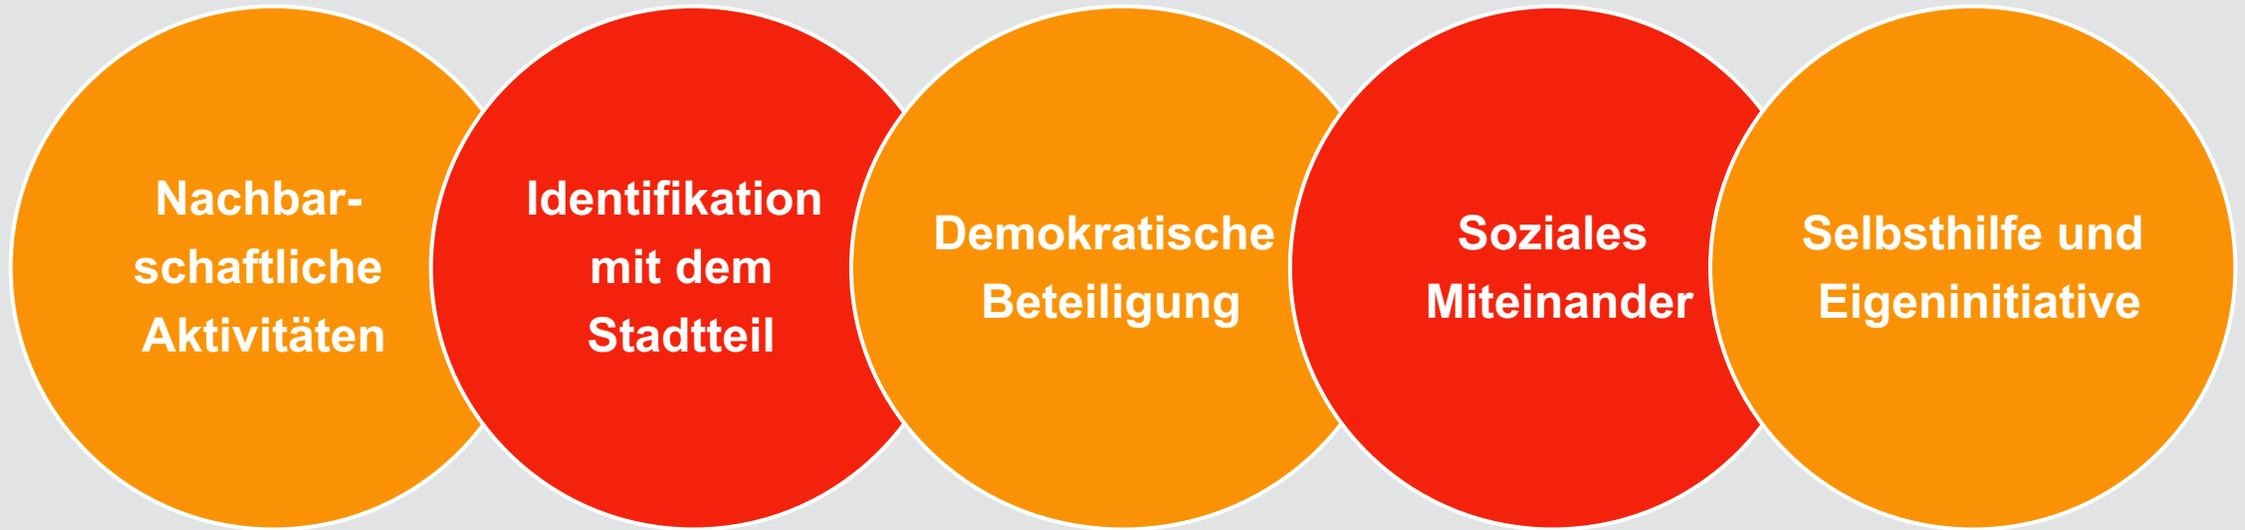 Nachbar-
schaftliche
Aktivitäten
Identifikation
mit dem
Stadtteil
Demokratische
Beteiligung
Soziales
Miteinander
Selbsthilfe und
Eigeninitiative